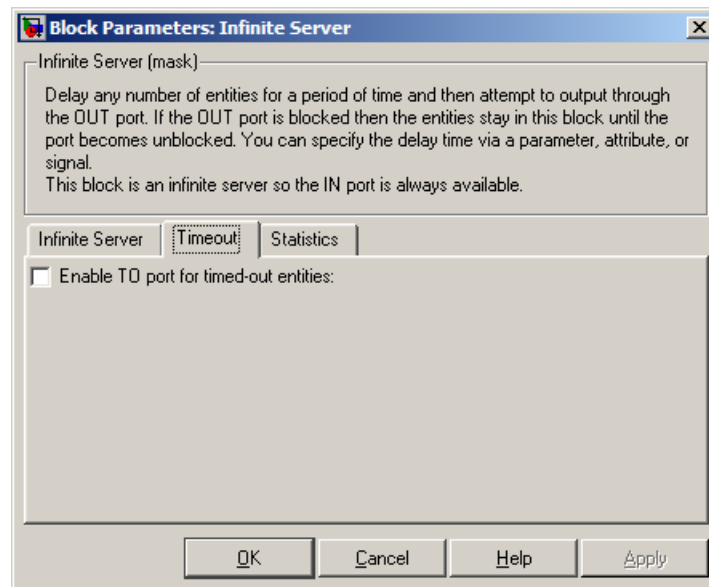 Block Parameters: Infinite Server
Infinite Server (mask)
Delay any number of entities for a period of time and then attempt to output through
the OUT port. If the OUT port is blocked then the entities stay in this block until the
port becomes unblocked. You can specify the delay time via a parameter, attribute, or
signal.
This block is an infinite server so the IN port is always available.
Infinite Server Timeout Statistics
Enable TO port for timed-out entities:
OK Cancel Help Apply